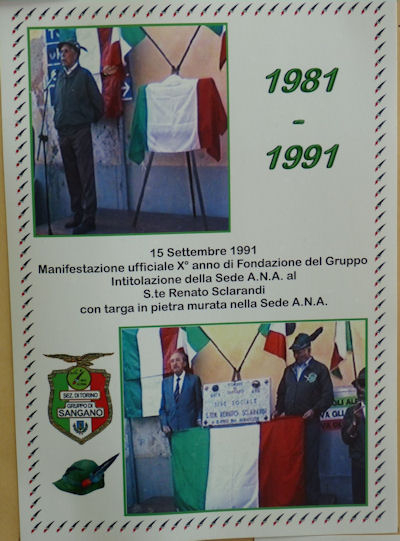 1981
-
1991
15 Settembre 1991
Manifestazione ufficiale X° anno di Fondazione del Gruppo
Intitolazione della Sede A.N.A. al
S.te Renato Sclarandi
con targa in pietra murata nella Sede A.N.A.
SEZ. DI TORINO
GRUPPO DI
SANGANO
SEDE SOCIALE
S.TEN. RENATO SCLARANDI